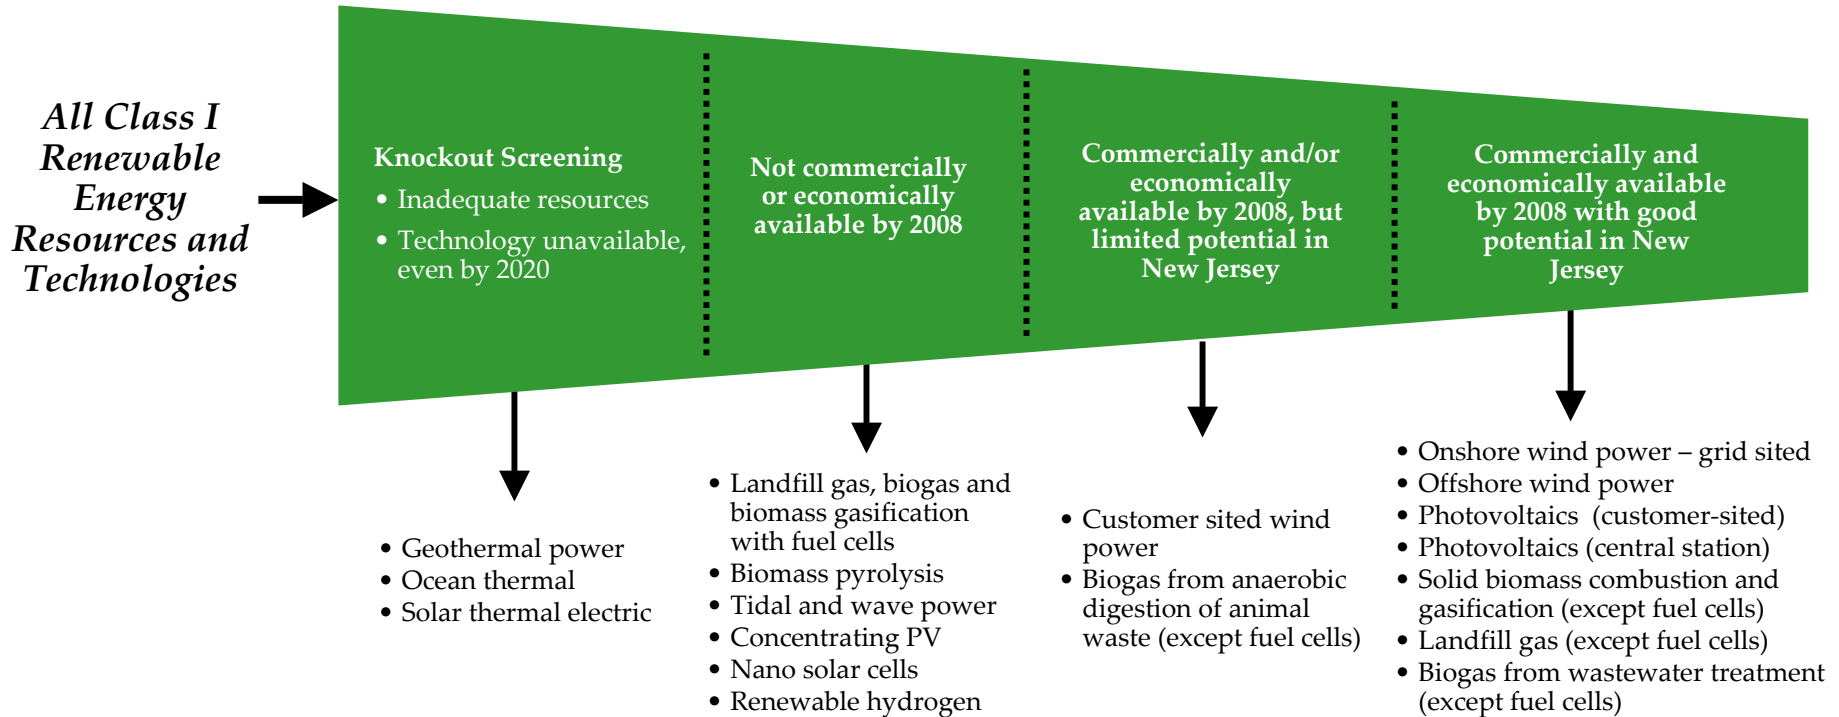 All Class I
Renewable
Energy
Resources and
Technologies
Knockout Screening
• Inadequate resources
• Technology unavailable,
even by 2020
Not commercially
or economically
available by 2008
Commercially and/or
economically
available by 2008, but
limited potential in
New Jersey
Commercially and
economically available
by 2008 with good
potential in New
Jersey
• Geothermal power
• Ocean thermal
• Solar thermal electric
• Landfill gas, biogas and
biomass gasification
with fuel cells
• Biomass pyrolysis
• Tidal and wave power
• Concentrating PV
• Nano solar cells
• Renewable hydrogen
• Customer sited wind
power
• Biogas from anaerobic
digestion of animal
waste (except fuel cells)
• Onshore wind power – grid sited
• Offshore wind power
• Photovoltaics (customer-sited)
• Photovoltaics (central station)
• Solid biomass combustion and
gasification (except fuel cells)
• Landfill gas (except fuel cells)
• Biogas from wastewater treatment
(except fuel cells)